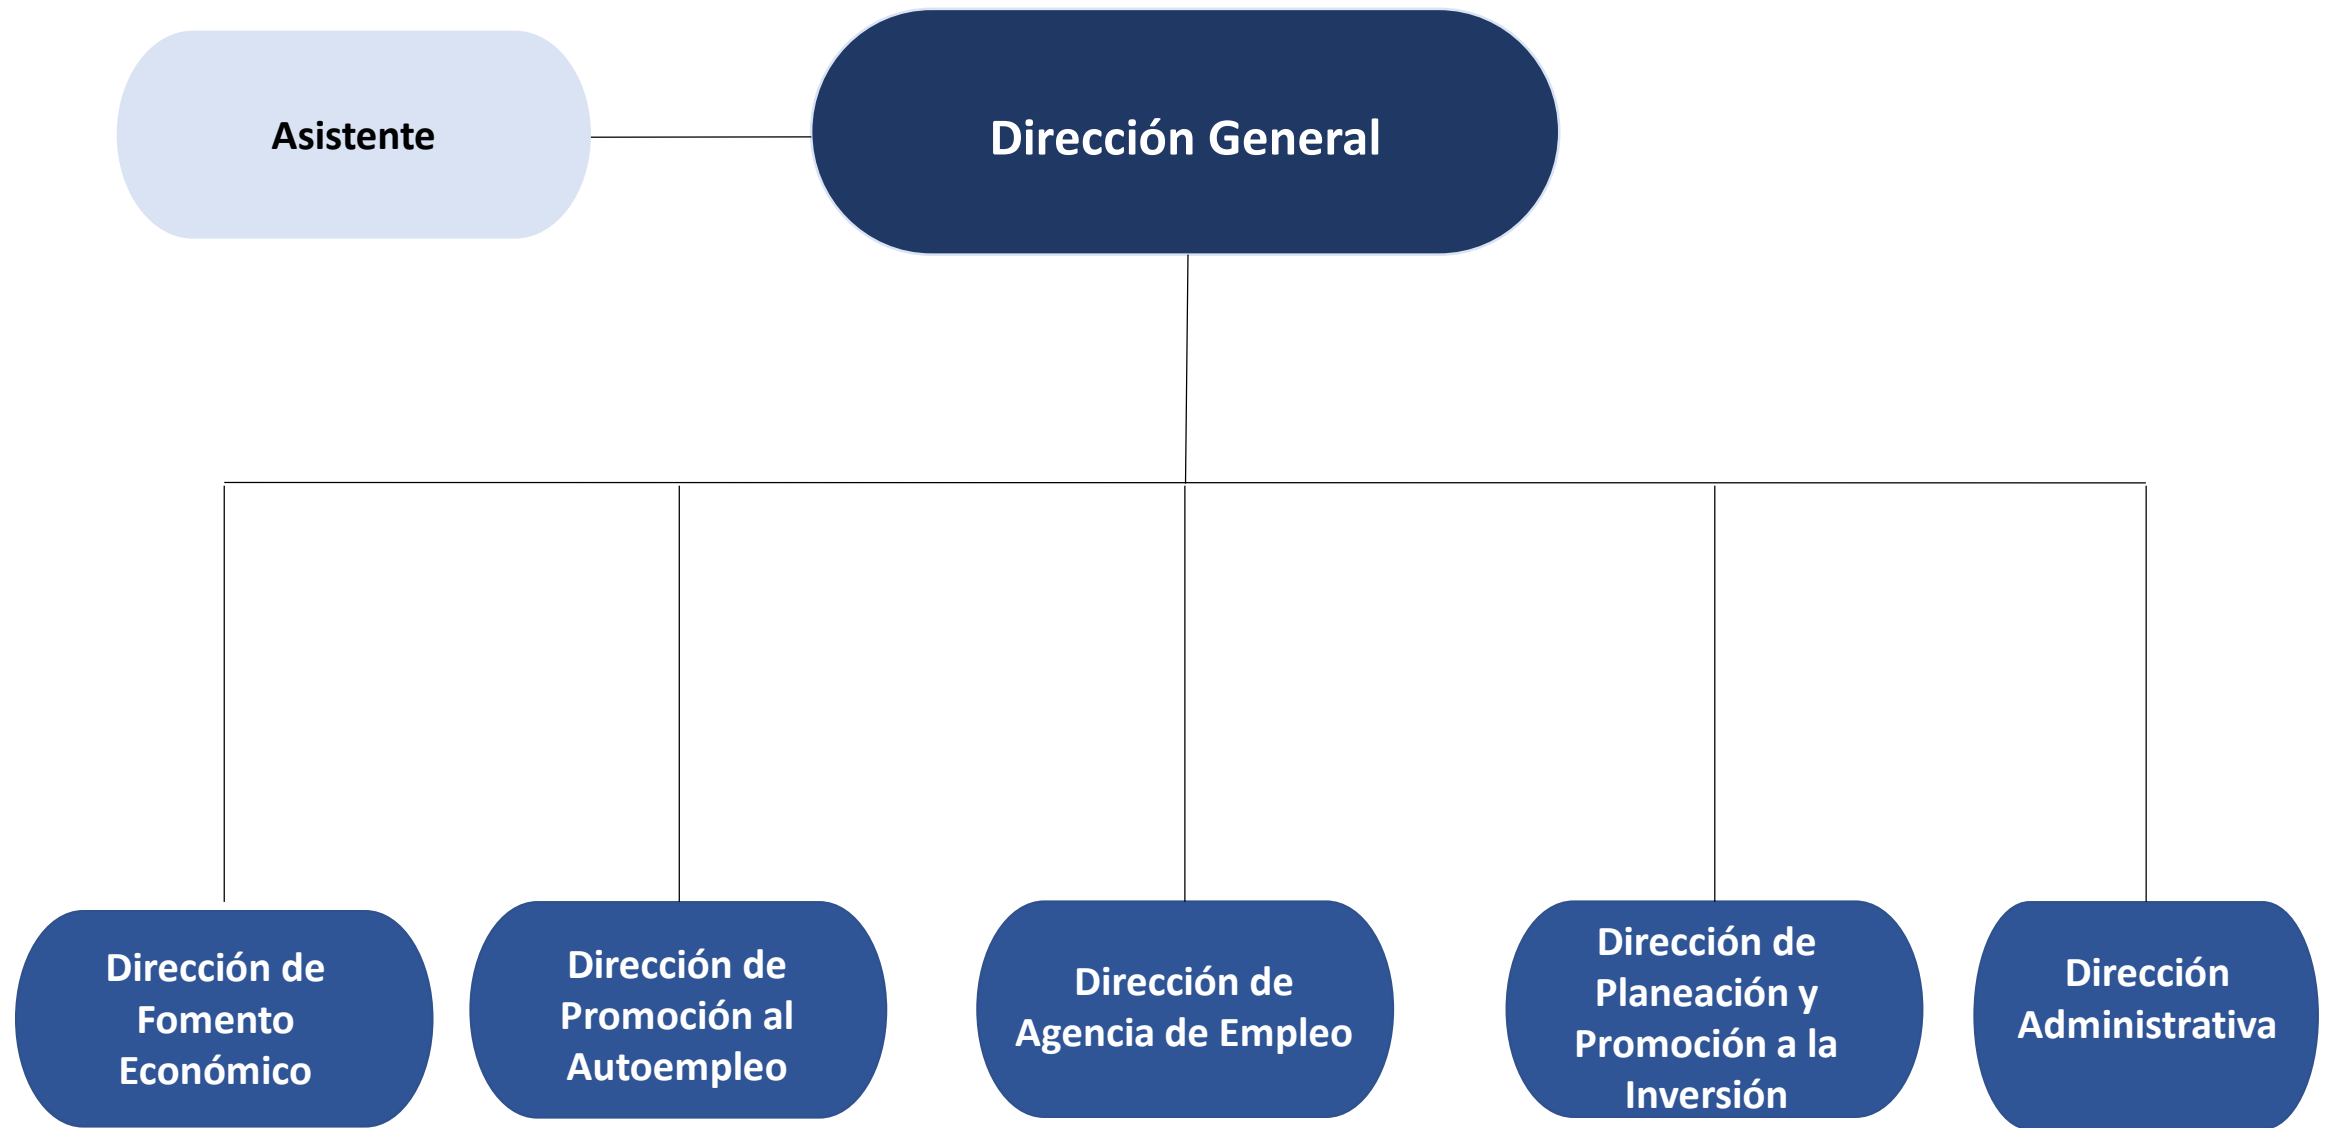 Asistente
Dirección General
Dirección de
Fomento
Económico
Dirección de
Promoción al
Autoempleo
Dirección de
Agencia de Empleo
Dirección de
Planeación y
Promoción a la
Inversión
Dirección
Administrativa